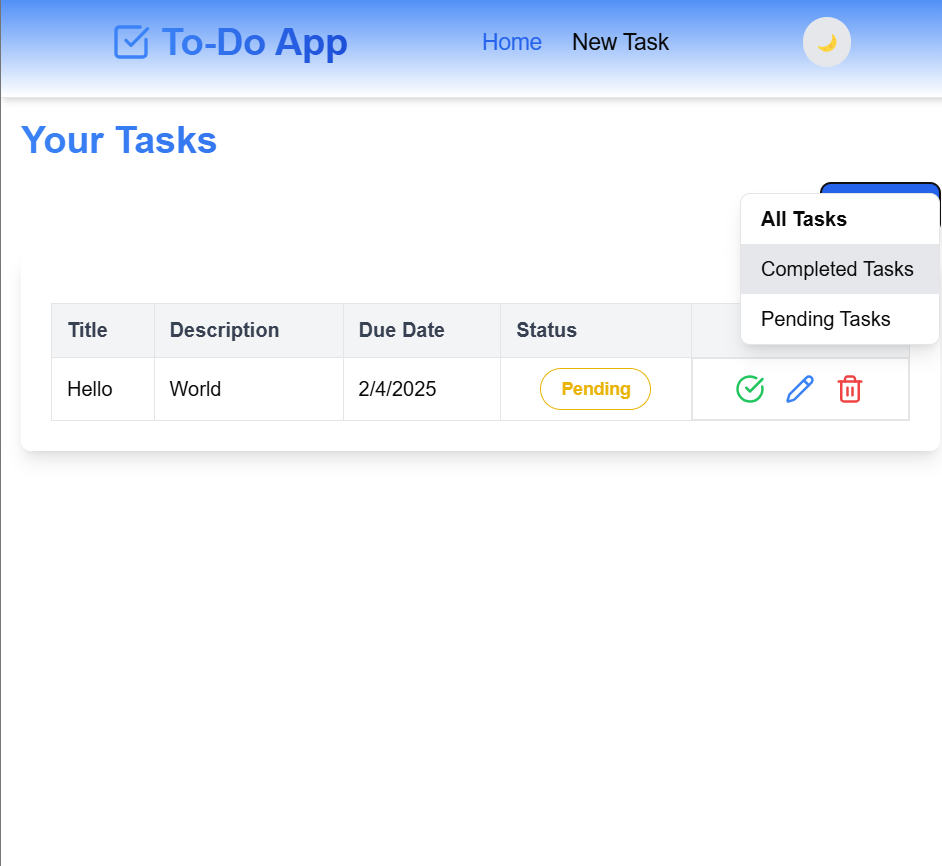 To-Do App
Home
New Task
Your Tasks
All Tasks
Completed Tasks
Pending Tasks
Title Description Due Date Status
Hello World 2/4/2025 Pending